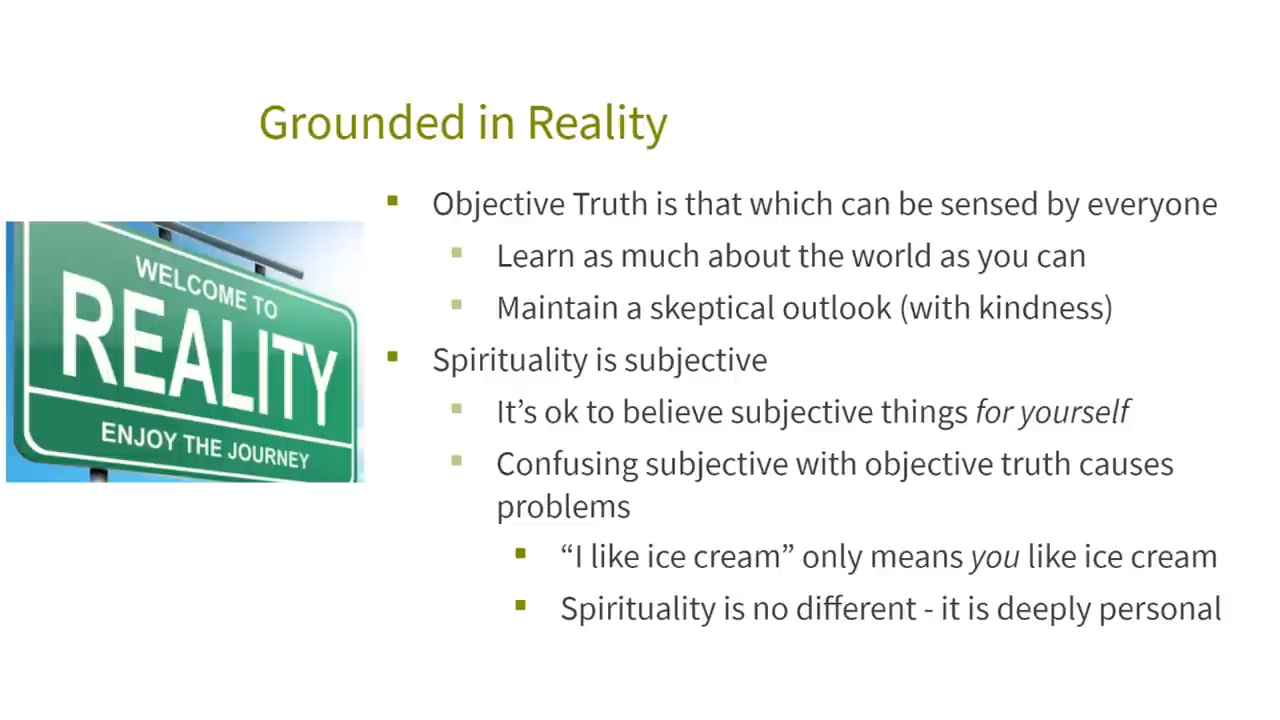 Grounded in Reality
WELCOME TO
REALITY
ENJOY THE JOURNEY
Objective Truth is that which can be sensed by everyone
Learn as much about the world as you can
Maintain a skeptical outlook (with kindness)
Spirituality is subjective
It’s ok to believe subjective things for yourself
Confusing subjective with objective truth causes
problems
“I like ice cream” only means you like ice cream
Spirituality is no different - it is deeply personal